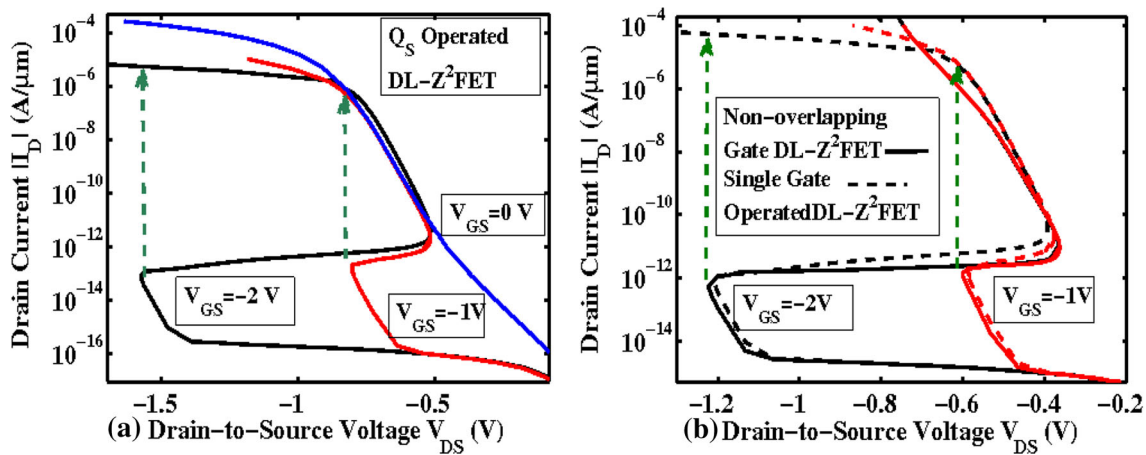 Drain Current |I_D| (A/μm)
10^-4
10^-6
10^-8
10^-10
10^-12
10^-14
10^-16
Q_S Operated
DL-Z^2FET
V_GS=0 V
V_GS=-2 V
V_GS=-1V
-1.5
-1
-0.5
(a) Drain-to-Source Voltage V_DS (V)
Drain Current |I_D| (A/μm)
10^-4
10^-6
10^-8
10^-10
10^-12
10^-14
Non-overlapping
Gate DL-Z^2FET
Single Gate
OperatedDL-Z^2FET
V_GS=-2V
V_GS=-1V
-1.2
-1
-0.8
-0.6
-0.4
-0.2
(b) Drain-to-Source Voltage V_DS (V)